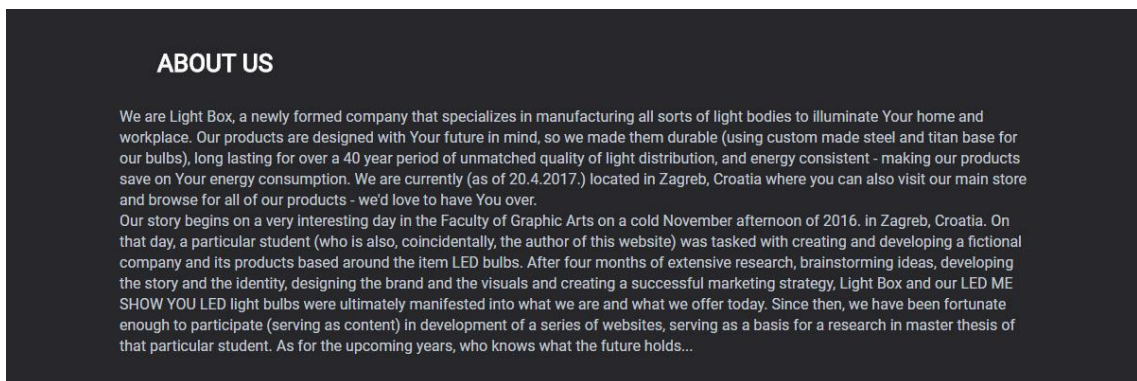 ABOUT US
We are Light Box, a newly formed company that specializes in manufacturing all sorts of light bodies to illuminate Your home and
workplace. Our products are designed with Your future in mind, so we made them durable (using custom made steel and titan base for
our bulbs), long lasting for over a 40 year period of unmatched quality of light distribution, and energy consistent - making our products
save on Your energy consumption. We are currently (as of 20.4.2017.) located in Zagreb, Croatia where you can also visit our main store
and browse for all of our products - we'd love to have You over.
Our story begins on a very interesting day in the Faculty of Graphic Arts on a cold November afternoon of 2016. in Zagreb, Croatia. On
that day, a particular student (who is also, coincidentally, the author of this website) was tasked with creating and developing a fictional
company and its products based around the item LED bulbs. After four months of extensive research, brainstorming ideas, developing
the story and the identity, designing the brand and the visuals and creating a successful marketing strategy, Light Box and our LED ME
SHOW YOU LED light bulbs were ultimately manifested into what we are and what we offer today. Since then, we have been fortunate
enough to participate (serving as content) in development of a series of websites, serving as a basis for a research in master thesis of
that particular student. As for the upcoming years, who knows what the future holds...